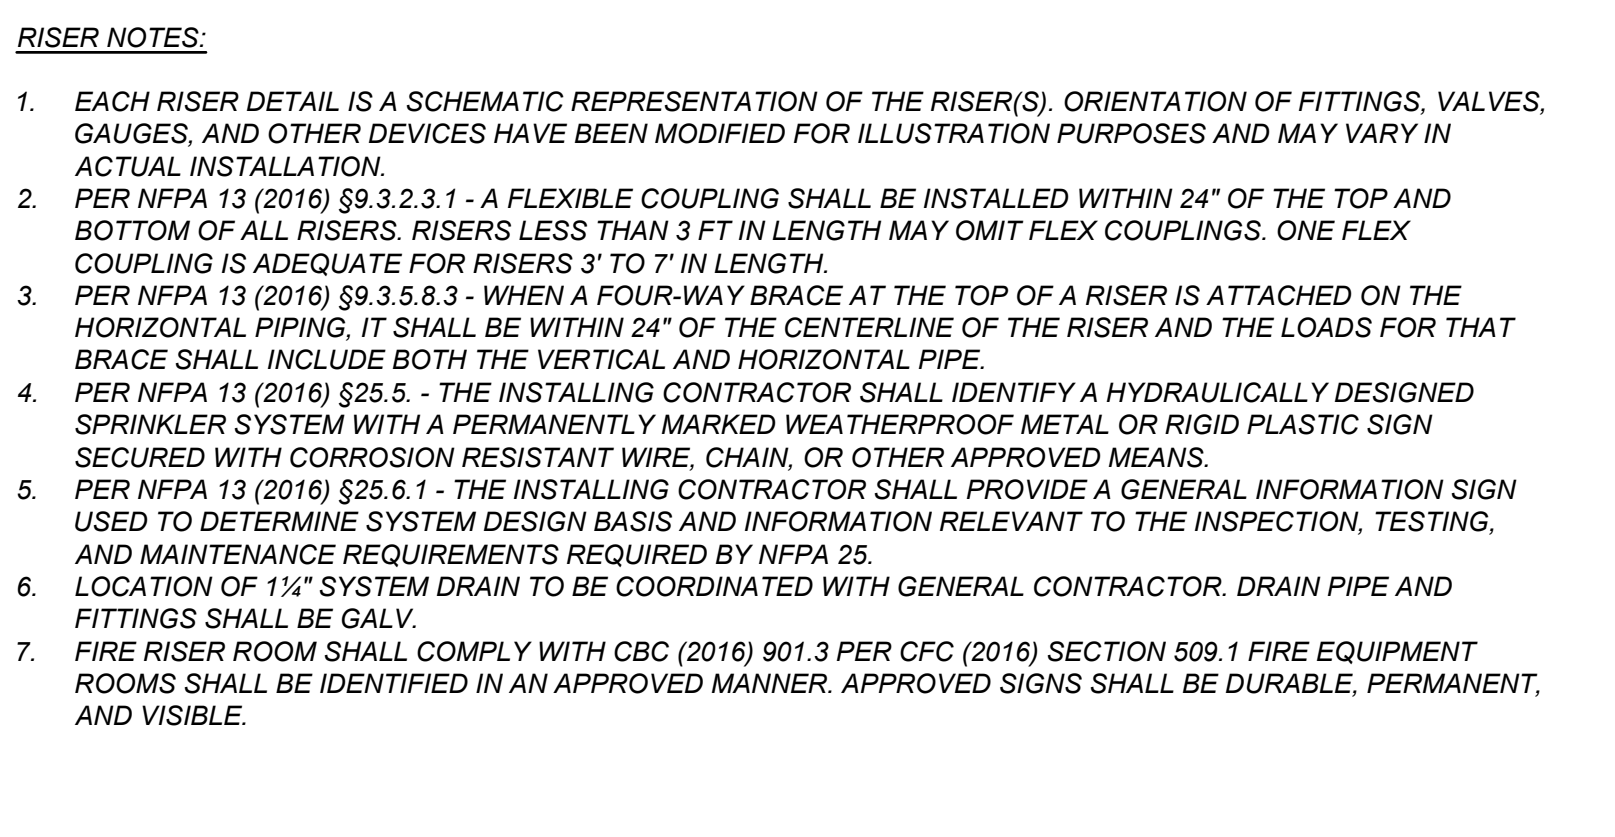 RISER NOTES:
1. EACH RISER DETAIL IS A SCHEMATIC REPRESENTATION OF THE RISER(S). ORIENTATION OF FITTINGS, VALVES,
GAUGES, AND OTHER DEVICES HAVE BEEN MODIFIED FOR ILLUSTRATION PURPOSES AND MAY VARY IN
ACTUAL INSTALLATION.
2. PER NFPA 13 (2016) §9.3.2.3.1 - A FLEXIBLE COUPLING SHALL BE INSTALLED WITHIN 24" OF THE TOP AND
BOTTOM OF ALL RISERS. RISERS LESS THAN 3 FT IN LENGTH MAY OMIT FLEX COUPLINGS. ONE FLEX
COUPLING IS ADEQUATE FOR RISERS 3' TO 7' IN LENGTH.
3. PER NFPA 13 (2016) §9.3.5.8.3 - WHEN A FOUR-WAY BRACE AT THE TOP OF A RISER IS ATTACHED ON THE
HORIZONTAL PIPING, IT SHALL BE WITHIN 24" OF THE CENTERLINE OF THE RISER AND THE LOADS FOR THAT
BRACE SHALL INCLUDE BOTH THE VERTICAL AND HORIZONTAL PIPE.
4. PER NFPA 13 (2016) §25.5. - THE INSTALLING CONTRACTOR SHALL IDENTIFY A HYDRAULICALLY DESIGNED
SPRINKLER SYSTEM WITH A PERMANENTLY MARKED WEATHERPROOF METAL OR RIGID PLASTIC SIGN
SECURED WITH CORROSION RESISTANT WIRE, CHAIN, OR OTHER APPROVED MEANS.
5. PER NFPA 13 (2016) §25.6.1 - THE INSTALLING CONTRACTOR SHALL PROVIDE A GENERAL INFORMATION SIGN
USED TO DETERMINE SYSTEM DESIGN BASIS AND INFORMATION RELEVANT TO THE INSPECTION, TESTING,
AND MAINTENANCE REQUIREMENTS REQUIRED BY NFPA 25.
6. LOCATION OF 1¼" SYSTEM DRAIN TO BE COORDINATED WITH GENERAL CONTRACTOR. DRAIN PIPE AND
FITTINGS SHALL BE GALV.
7. FIRE RISER ROOM SHALL COMPLY WITH CBC (2016) 901.3 PER CFC (2016) SECTION 509.1 FIRE EQUIPMENT
ROOMS SHALL BE IDENTIFIED IN AN APPROVED MANNER. APPROVED SIGNS SHALL BE DURABLE, PERMANENT,
AND VISIBLE.